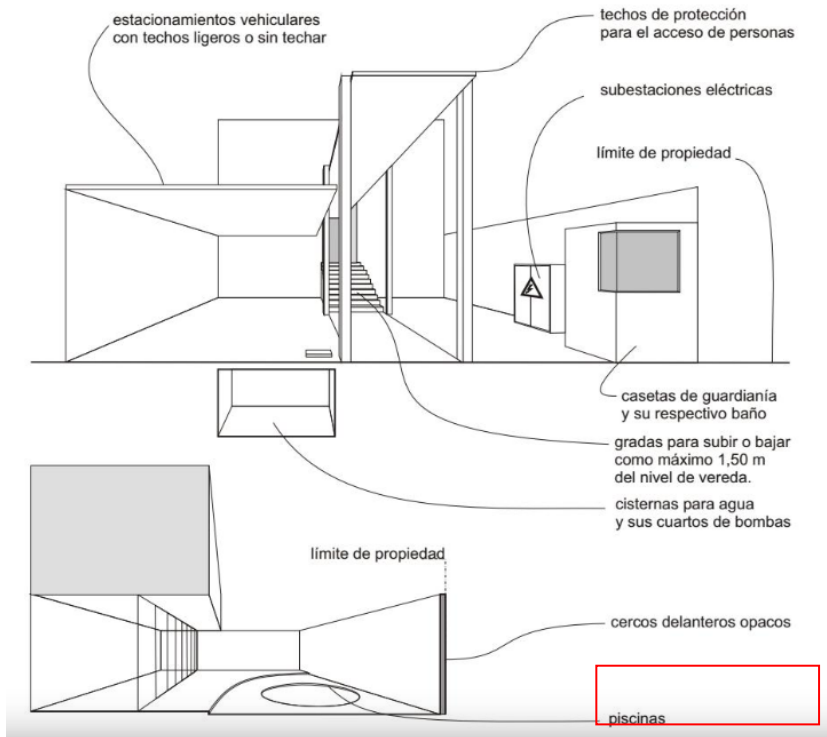 estacionamientos vehiculares
con techos ligeros o sin techar
techos de protección
para el acceso de personas
subestaciones eléctricas
límite de propiedad
casetas de guardianía
y su respectivo baño
gradas para subir o bajar
como máximo 1,50 m
del nivel de vereda.
cisternas para agua
y sus cuartos de bombas
límite de propiedad
cercos delanteros opacos
piscinas